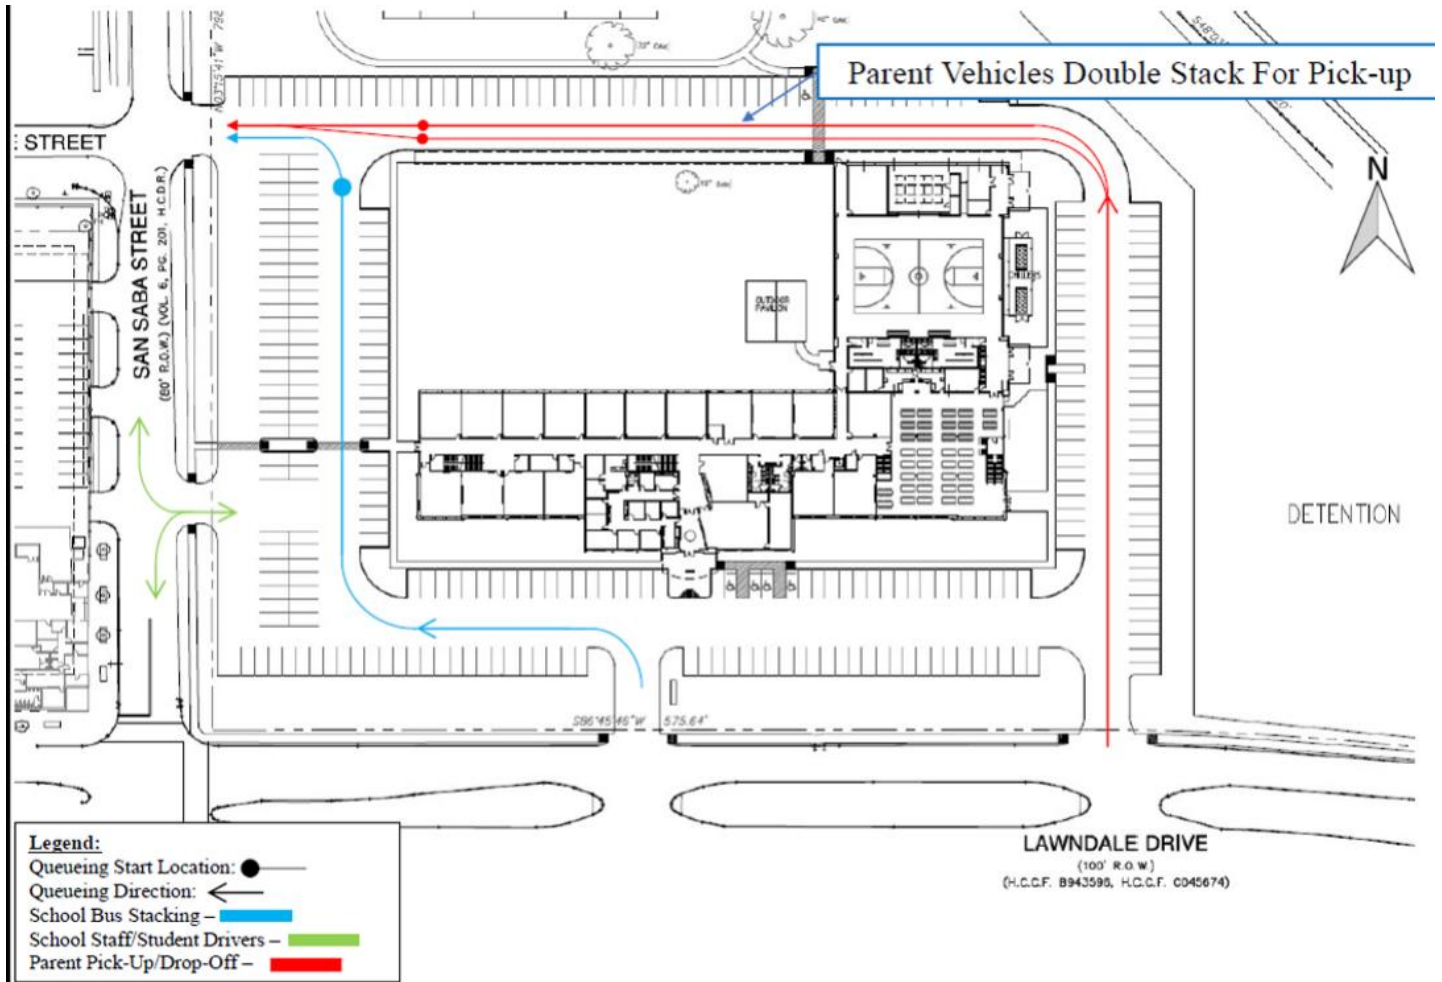 Parent Vehicles Double Stack For Pick-up
STREET
N
SAN SABA STREET
(80' R.O.W.) (VOL. 6, PG. 201, H.C.D.R.)
OUTDOOR
PAVILION
CHILLERS
DETENTION
S86°45'46"W 575.64'
LAWNDALE DRIVE
(100' R.O.W.)
(H.C.C.F. B943596, H.C.C.F. C045674)
Legend:
Queueing Start Location:
Queueing Direction:
School Bus Stacking –
School Staff/Student Drivers –
Parent Pick-Up/Drop-Off –